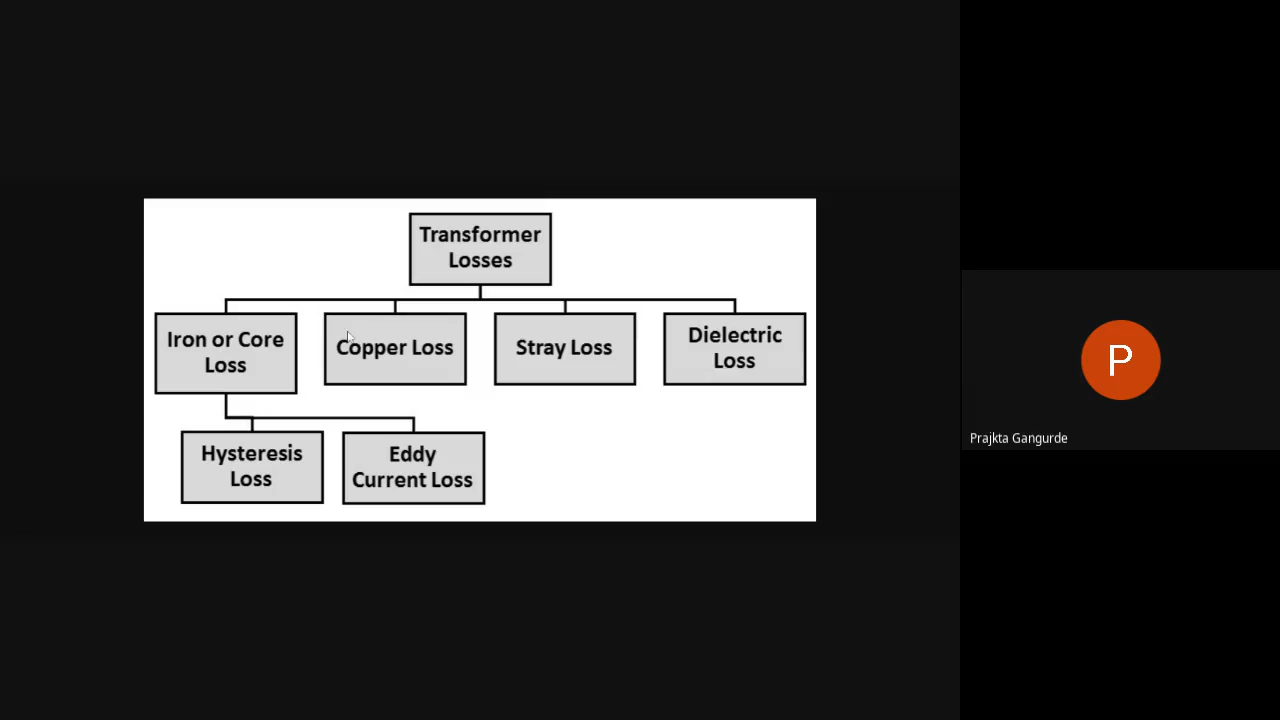 Transformer
Losses
Iron or Core
Loss
Copper Loss
Stray Loss
Dielectric
Loss
Hysteresis
Loss
Eddy
Current Loss
P
Prajkta Gangurde